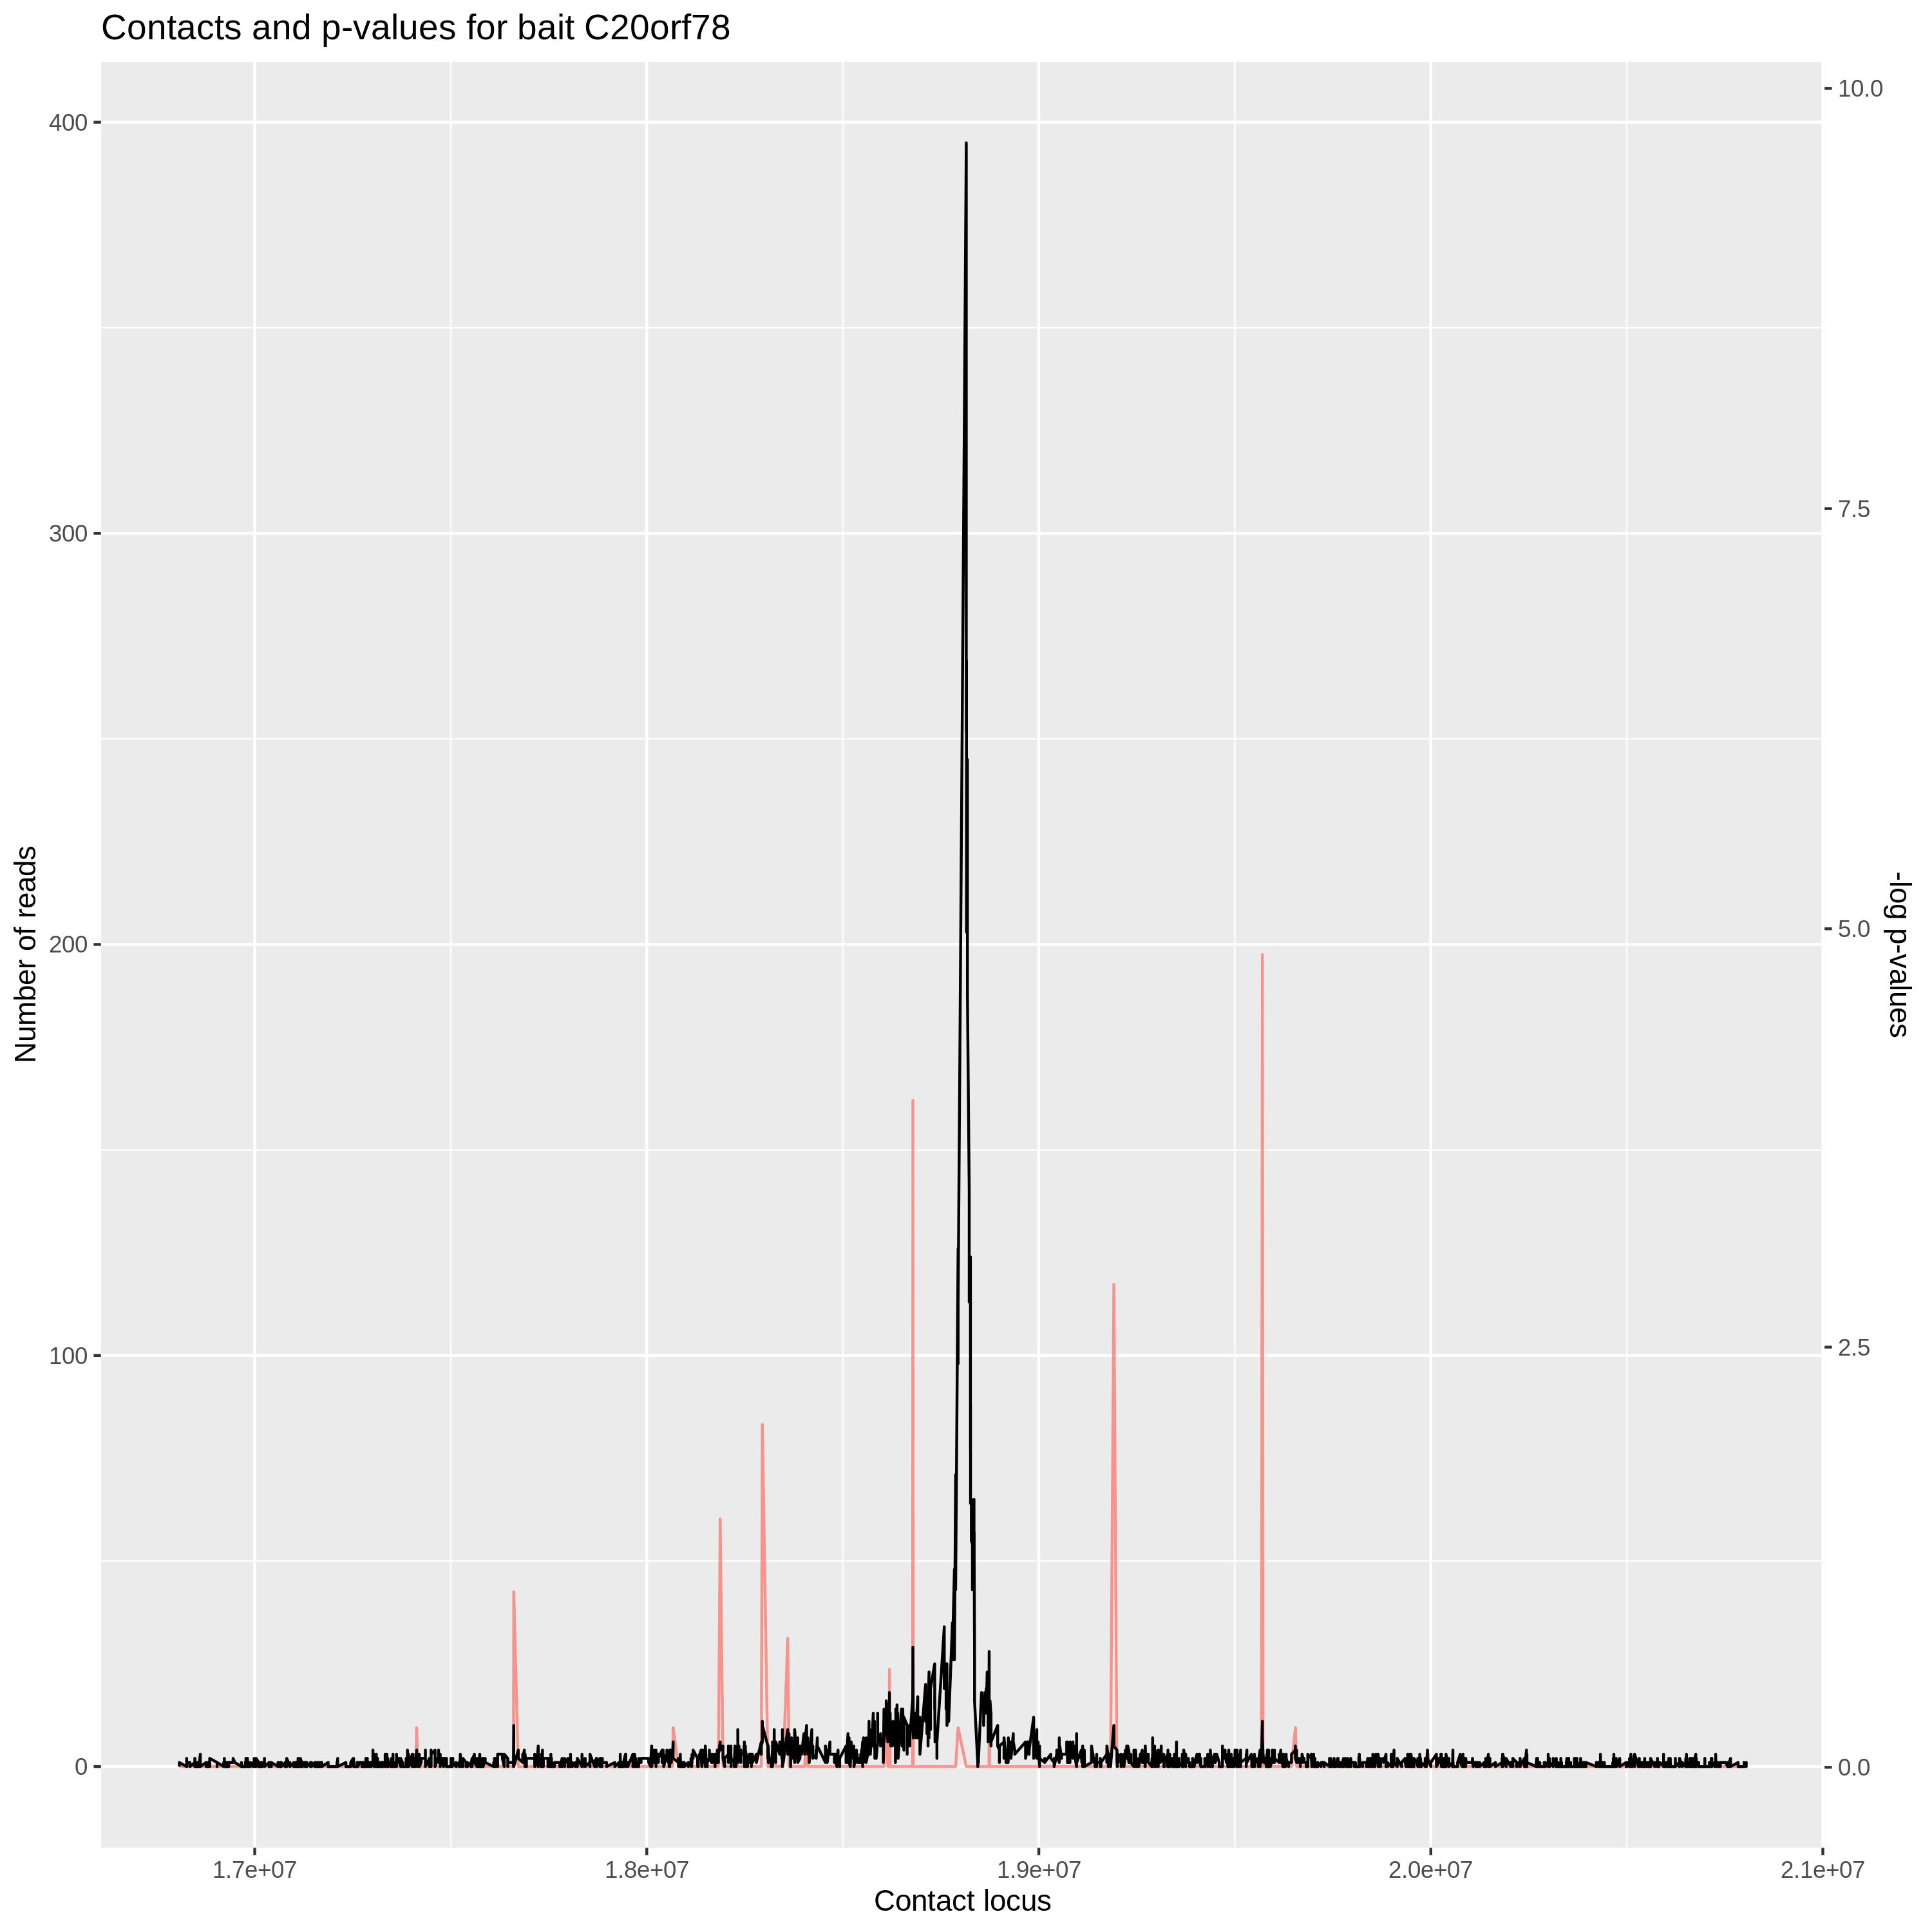 Contacts and p-values for bait C20orf78
400
300
200
100
0
Number of reads
10.0
7.5
5.0
2.5
0.0
-log p-values
1.7e+07
1.8e+07
1.9e+07
2.0e+07
2.1e+07
Contact locus